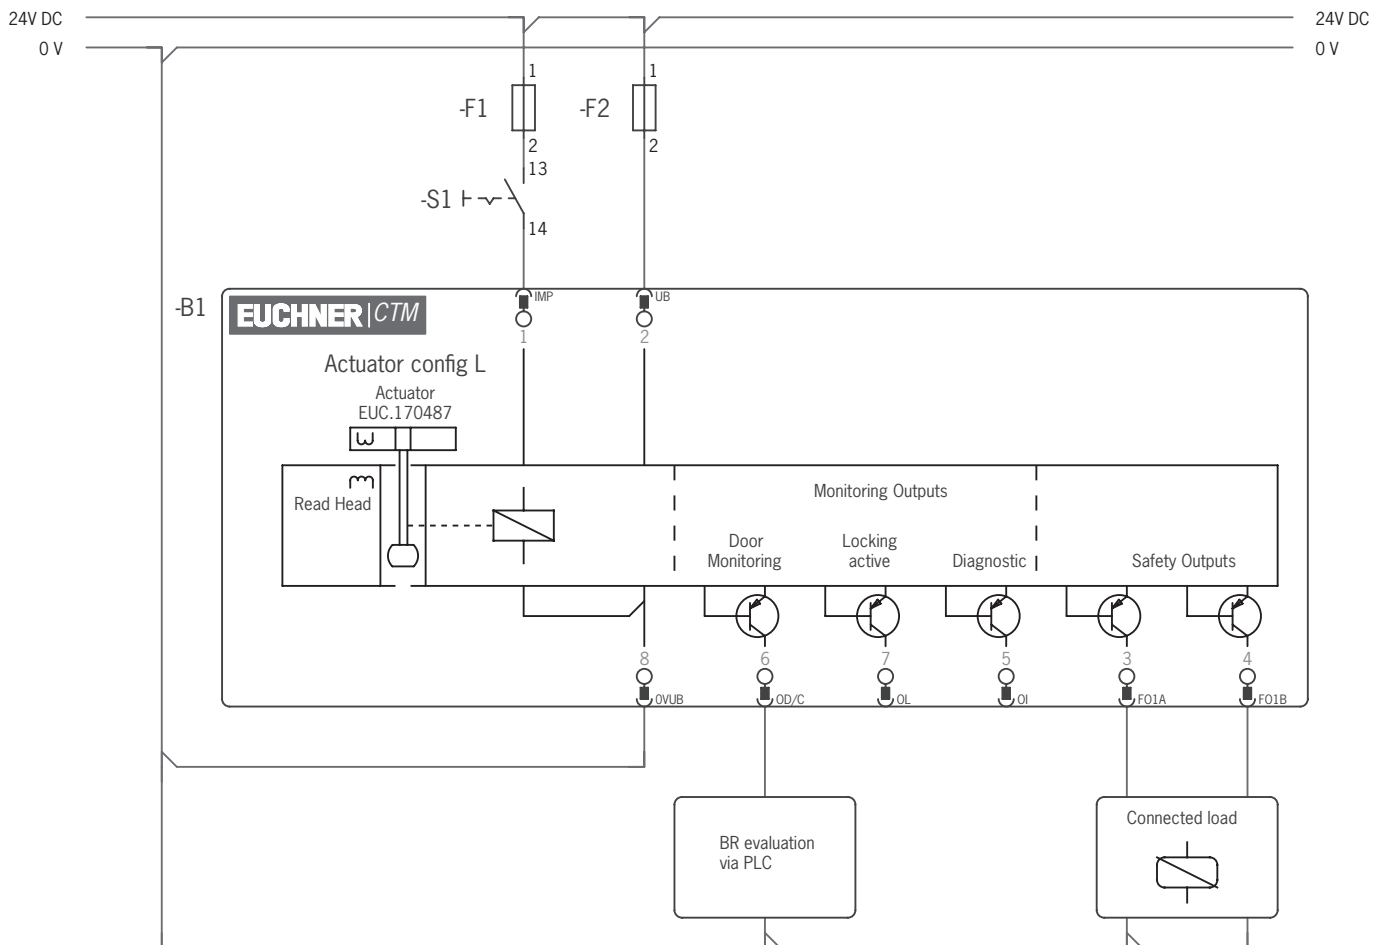 24V DC
24V DC
0 V
0 V
1
1
-F1
-F2
2
2
13
-S1
14
-B1
EUCHNER CTM
IMP
UB
1
2
Actuator config L
Actuator
EUC.170487
Read Head
Monitoring Outputs
Door
Monitoring
Locking
active
Diagnostic
Safety Outputs
8
6
7
5
3
4
0VUB
OD/C
OL
OI
FO1A
FO1B
BR evaluation
via PLC
Connected load